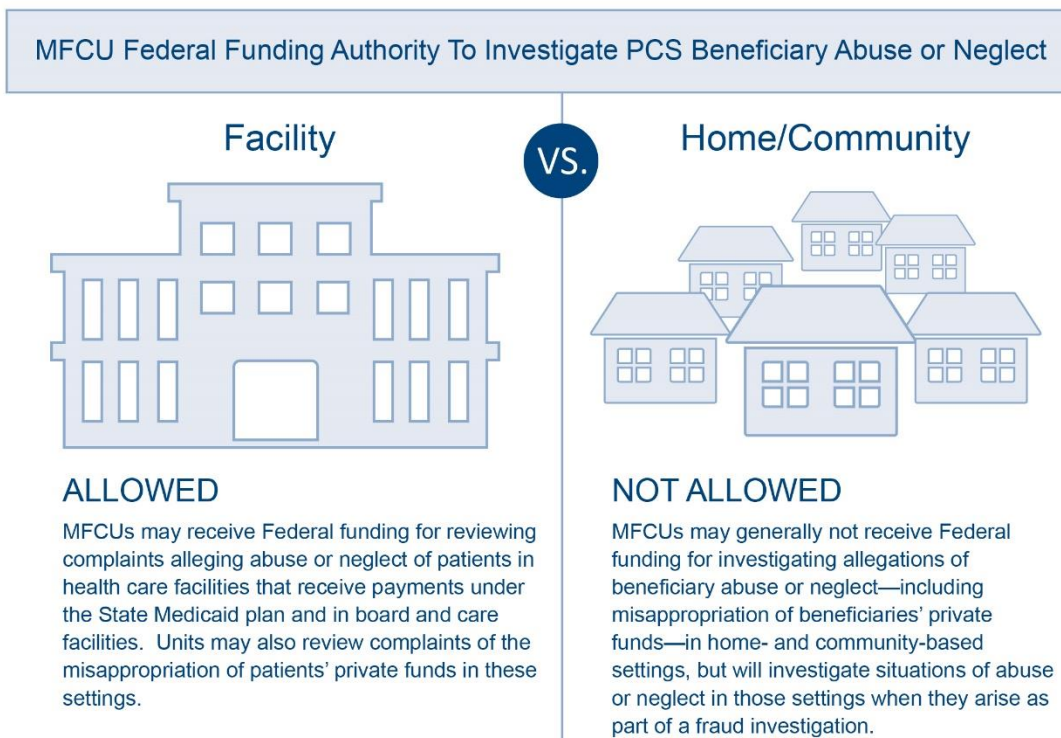 MFCU Federal Funding Authority To Investigate PCS Beneficiary Abuse or Neglect
Facility
VS.
Home/Community
ALLOWED
MFCUs may receive Federal funding for reviewing
complaints alleging abuse or neglect of patients in
health care facilities that receive payments under
the State Medicaid plan and in board and care
facilities. Units may also review complaints of the
misappropriation of patients’ private funds in these
settings.
NOT ALLOWED
MFCUs may generally not receive Federal
funding for investigating allegations of
beneficiary abuse or neglect—including
misappropriation of beneficiaries’ private
funds—in home- and community-based
settings, but will investigate situations of abuse
or neglect in those settings when they arise as
part of a fraud investigation.